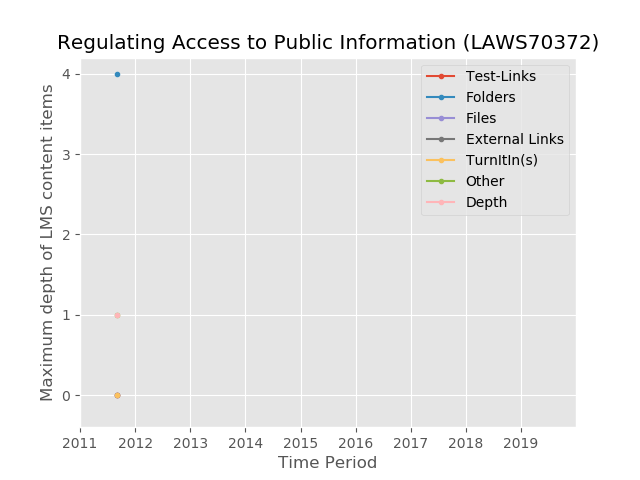 Regulating Access to Public Information (LAWS70372)
Maximum depth of LMS content items
4
3
2
1
0
Test-Links
Folders
Files
External Links
TurnItIn(s)
Other
Depth
2011 2012 2013 2014 2015 2016 2017 2018 2019
Time Period